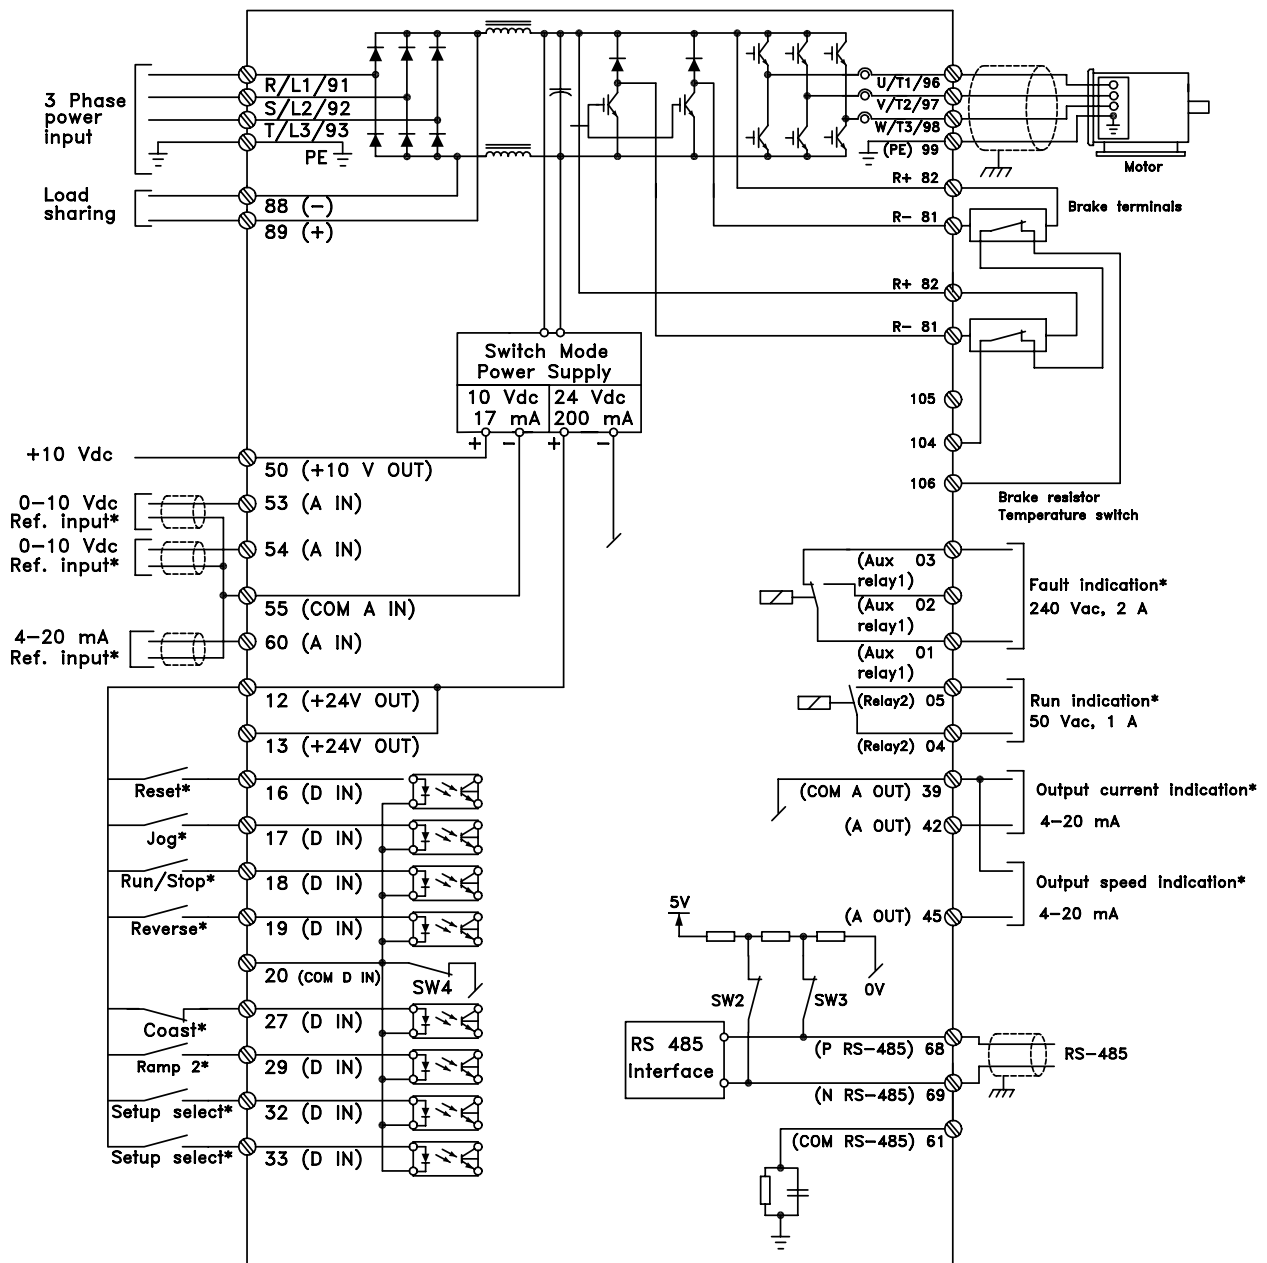 3 Phase
power
input
R/L1/91
S/L2/92
T/L3/93
PE
Load
sharing
88 (-)
89 (+)
U/T1/96
V/T2/97
W/T3/98
(PE) 99
Motor
R+ 82
Brake terminals
R- 81
R+ 82
R- 81
105
104
106
Brake resistor
Temperature switch
Switch Mode
Power Supply
10 Vdc
17 mA
24 Vdc
200 mA
+ - + -
+10 Vdc
50 (+10 V OUT)
0-10 Vdc
Ref. input*
53 (A IN)
0-10 Vdc
Ref. input*
54 (A IN)
55 (COM A IN)
4-20 mA
Ref. input*
60 (A IN)
12 (+24V OUT)
13 (+24V OUT)
Reset*
16 (D IN)
Jog*
17 (D IN)
Run/Stop*
18 (D IN)
Reverse*
19 (D IN)
20 (COM D IN)
SW4
Coast*
27 (D IN)
Ramp 2*
29 (D IN)
Setup select*
32 (D IN)
Setup select*
33 (D IN)
(Aux 03
relay1)
(Aux 02
relay1)
(Aux 01
relay1)
Fault indication*
240 Vac, 2 A
(Relay2) 05
(Relay2) 04
Run indication*
50 Vac, 1 A
(COM A OUT) 39
(A OUT) 42
Output current indication*
4-20 mA
(A OUT) 45
Output speed indication*
4-20 mA
5V
0V
SW2
SW3
RS 485
Interface
(P RS-485) 68
(N RS-485) 69
RS-485
(COM RS-485) 61